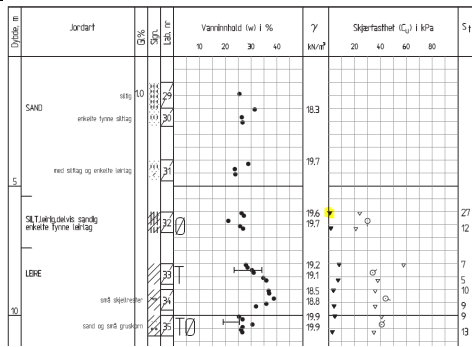 Dybde, m Jordart Gl% Sign. Lab. nr Vanninnhold (w) i % γ kN/m³ Skjærfasthet (Cu) i kPa St
10 20 30 40 50 20 40 60 80
SAND
siltig 1,0 29
enkelte tynne siltlag 30 18.3
med siltlag og enkelte leirlag 31 19.7
5
SILT, leirig, delvis sandig
enkelte tynne leirlag
32 19.6 27
19.7 12
LEIRE
33 T 19.2 7
19.1 5
små skjellrester 34 18.5 10
18.8 9
10 19.9 9
sand og små gruskorn 35 T 19.9 13